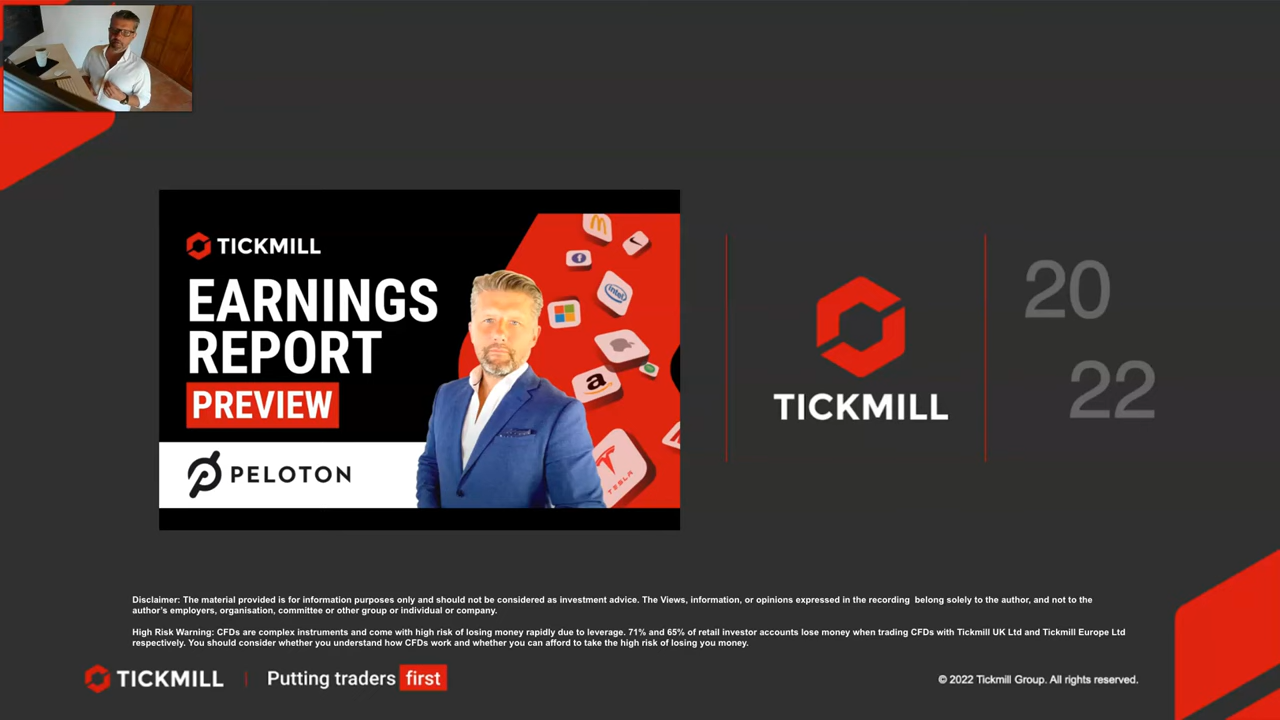 TICKMILL
EARNINGS
REPORT
PREVIEW
PELOTON
intel
a
TESLA
TICKMILL
20
22
Disclaimer: The material provided is for information purposes only and should not be considered as investment advice. The Views, information, or opinions expressed in the recording belong solely to the author, and not to the
author's employers, organisation, committee or other group or individual or company.
High Risk Warning: CFDs are complex instruments and come with high risk of losing money rapidly due to leverage. 71% and 65% of retail investor accounts lose money when trading CFDs with Tickmill UK Ltd and Tickmill Europe Ltd
respectively. You should consider whether you understand how CFDs work and whether you can afford to take the high risk of losing you money.
TICKMILL
Putting traders first
© 2022 Tickmill Group. All rights reserved.